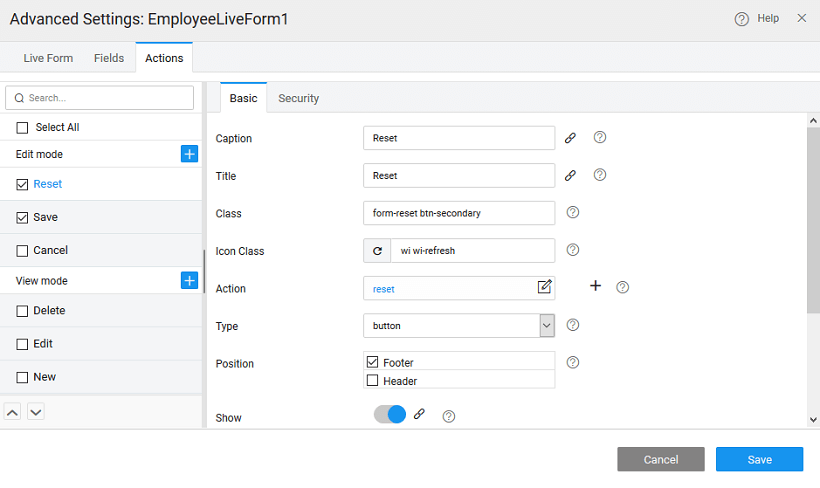 Advanced Settings: EmployeeLiveForm1
Help
Live Form
Fields
Actions
Search...
Select All
Edit mode
Reset
Save
Cancel
View mode
Delete
Edit
New
Basic
Security
Caption
Reset
Title
Reset
Class
form-reset btn-secondary
Icon Class
wi wi-refresh
Action
reset
Type
button
Position
Footer
Header
Show
Cancel
Save